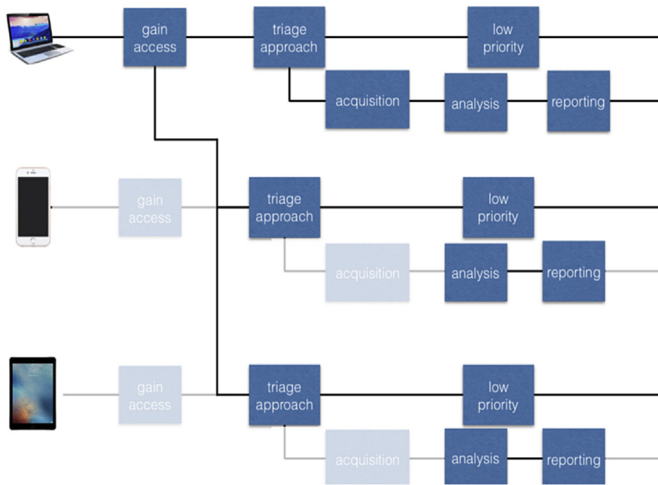 gain
access
triage
approach
low
priority
acquisition
analysis
reporting
gain
access
triage
approach
low
priority
acquisition
analysis
reporting
gain
access
triage
approach
low
priority
acquisition
analysis
reporting